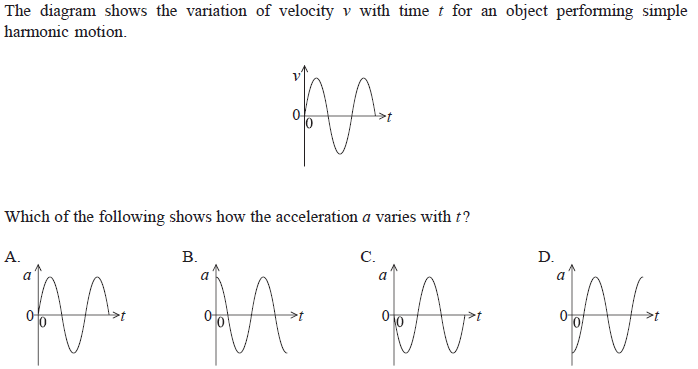 The diagram shows the variation of velocity v with time t for an object performing simple
harmonic motion.
v
0
0
t
Which of the following shows how the acceleration a varies with t?
A. B. C. D.
a a a a
0 0 t 0 0 t 0 0 t 0 0 t